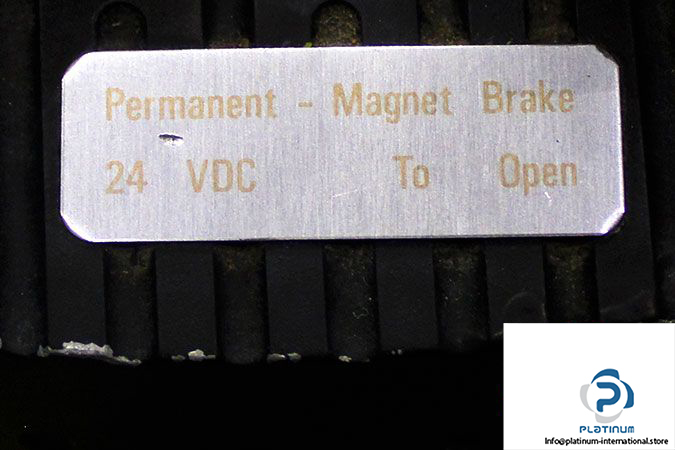 Permanent - Magnet Brake
24 VDC To Open
PLATINUM
Info@platinum-international.store